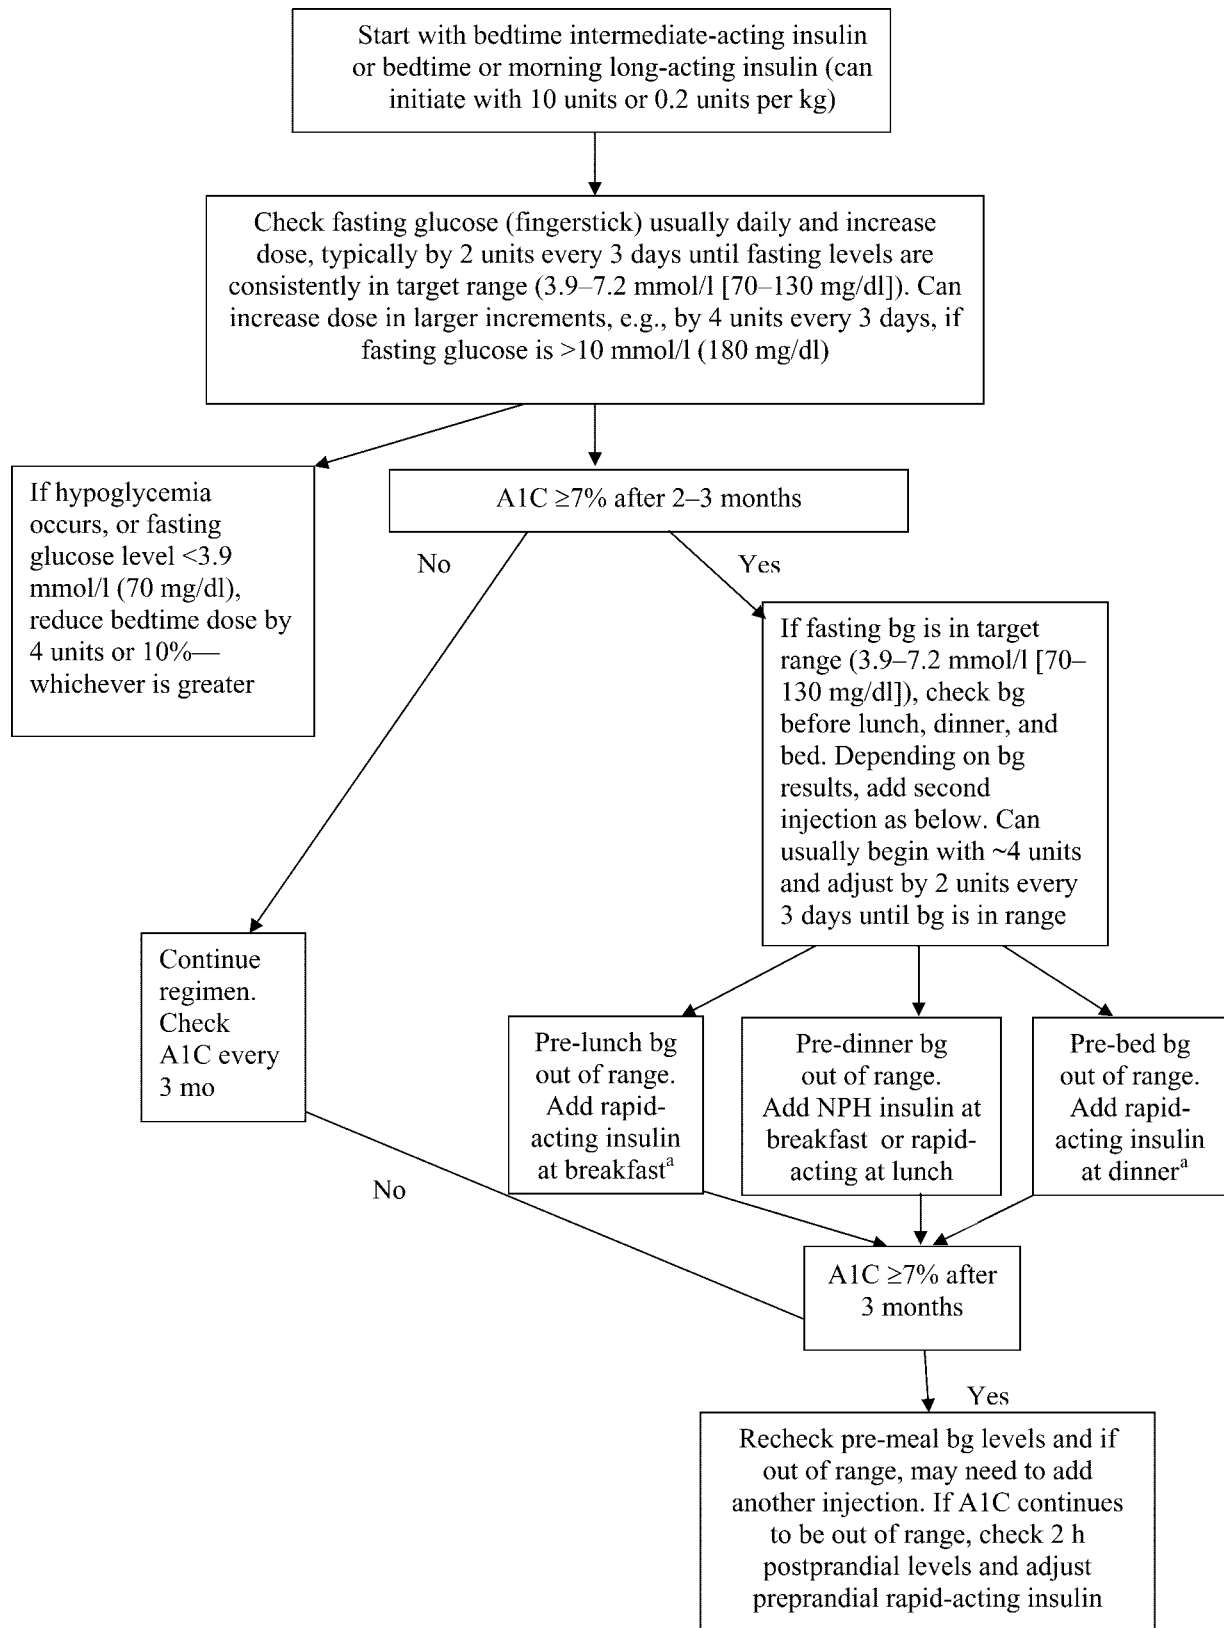 Start with bedtime intermediate-acting insulin
or bedtime or morning long-acting insulin (can
initiate with 10 units or 0.2 units per kg)
Check fasting glucose (fingerstick) usually daily and increase
dose, typically by 2 units every 3 days until fasting levels are
consistently in target range (3.9–7.2 mmol/l [70–130 mg/dl]). Can
increase dose in larger increments, e.g., by 4 units every 3 days, if
fasting glucose is >10 mmol/l (180 mg/dl)
If hypoglycemia
occurs, or fasting
glucose level <3.9
mmol/l (70 mg/dl),
reduce bedtime dose by
4 units or 10%—
whichever is greater
A1C ≥7% after 2–3 months
No
Yes
If fasting bg is in target
range (3.9–7.2 mmol/l [70–
130 mg/dl]), check bg
before lunch, dinner, and
bed. Depending on bg
results, add second
injection as below. Can
usually begin with ~4 units
and adjust by 2 units every
3 days until bg is in range
Continue
regimen.
Check
A1C every
3 mo
Pre-lunch bg
out of range.
Add rapid-
acting insulin
at breakfastᵃ
Pre-dinner bg
out of range.
Add NPH insulin at
breakfast or rapid-
acting at lunch
Pre-bed bg
out of range.
Add rapid-
acting insulin
at dinnerᵃ
No
A1C ≥7% after
3 months
Yes
Recheck pre-meal bg levels and if
out of range, may need to add
another injection. If A1C continues
to be out of range, check 2 h
postprandial levels and adjust
preprandial rapid-acting insulin